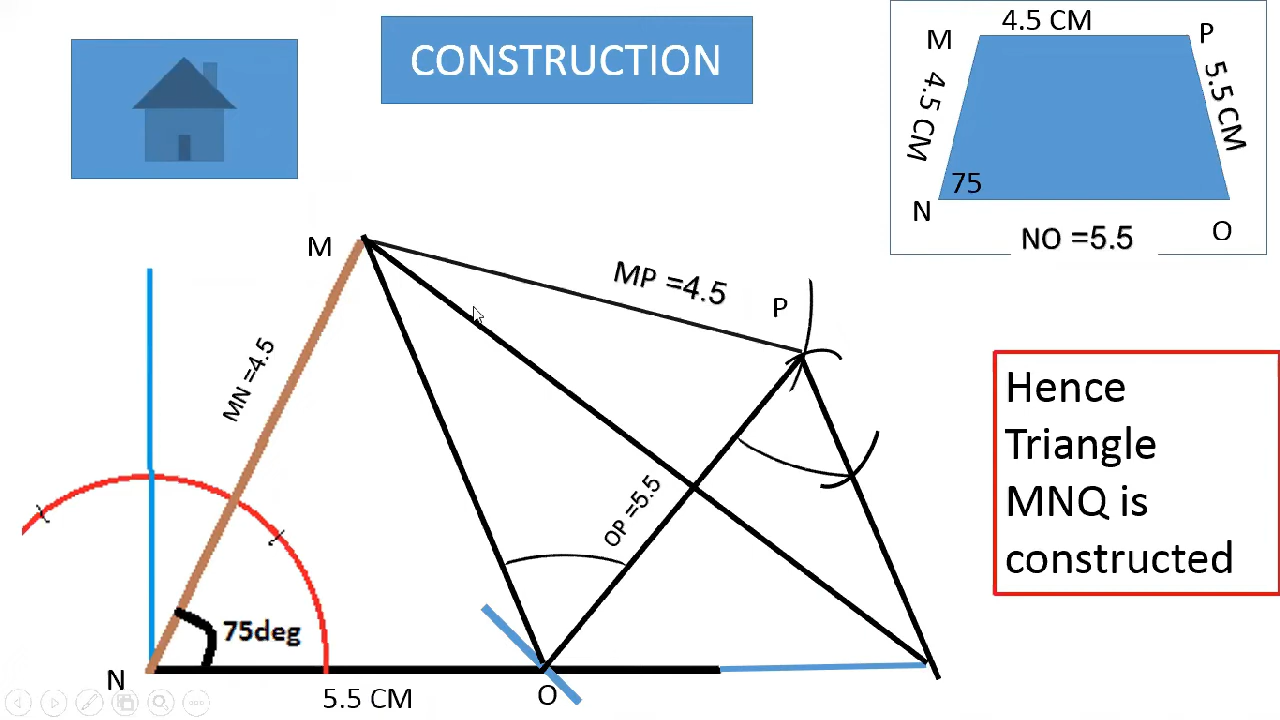 CONSTRUCTION
M
4.5 CM
P
4.5 CM
5.5 CM
75
N
NO =5.5
O
M
MP =4.5
P
MN =4.5
OP =5.5
75deg
N
5.5 CM
O
Hence
Triangle
MNQ is
constructed